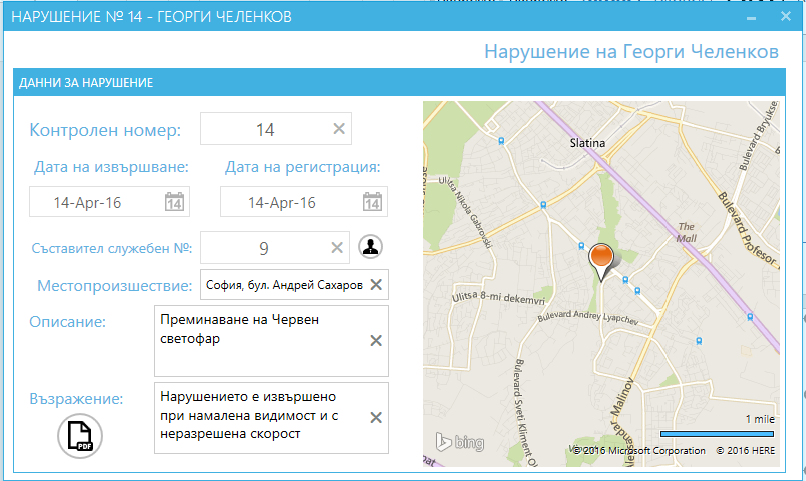 НАРУШЕНИЕ № 14 - ГЕОРГИ ЧЕЛЕНКОВ
Нарушение на Георги Челенков
ДАННИ ЗА НАРУШЕНИЕ
Контролен номер:
14
Дата на извършване:
Дата на регистрация:
14-Apr-16
14
14-Apr-16
14
Съставител служебен №:
9
Местопроизшествие:
София, бул. Андрей Сахаров
Описание:
Преминаване на Червен
светофар
Възражение:
PDF
Нарушението е извършено
при намалена видимост и с
неразрешена скорост
Slatina
Ulitsa Nikola Gabrovski
Bulevard Bryukse
Bulevard Profesor
The
Mall
Ulitsa 8-mi dekemvri
Bulevard Andrey Lyapchev
Bulevard Sveti Kliment O
Malinov
1 mile
bing
© 2016 Microsoft Corporation
© 2016 HERE